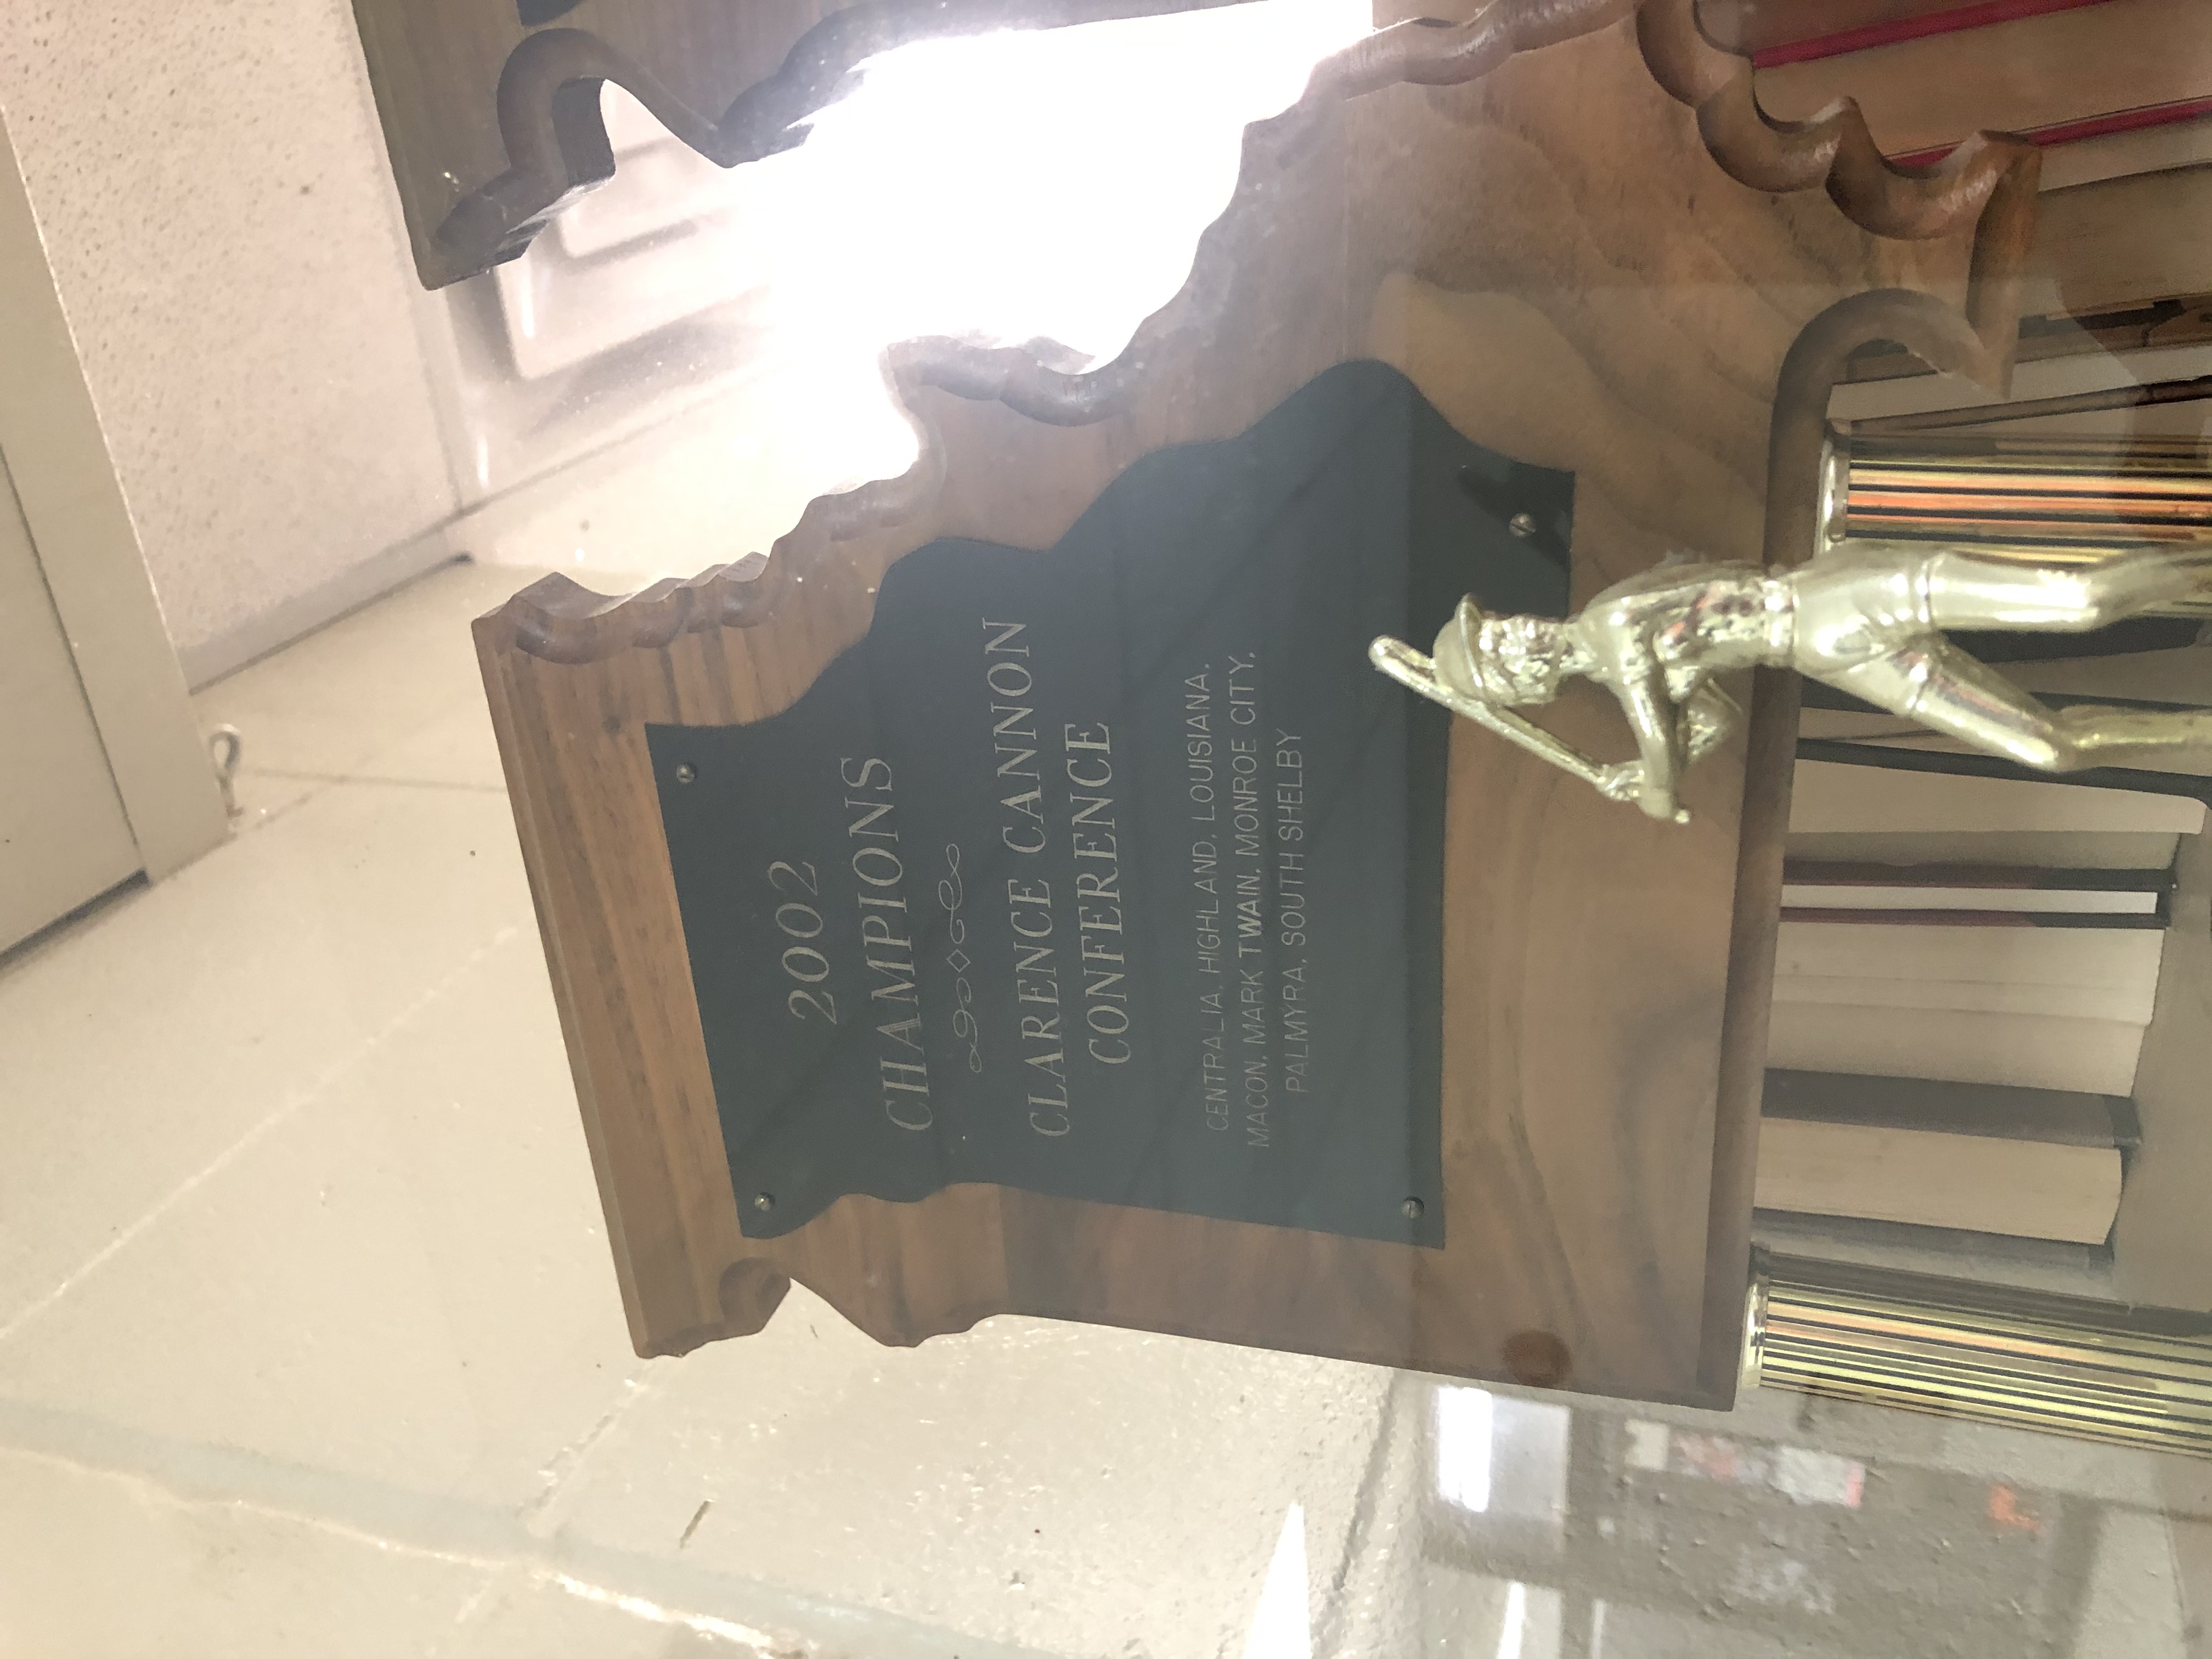 2002
CHAMPIONS
CLARENCE CANNON
CONFERENCE
CENTRALIA, HIGHLAND, LOUISIANA,
MACON, MARK TWAIN, MONROE CITY,
PALMYRA, SOUTH SHELBY